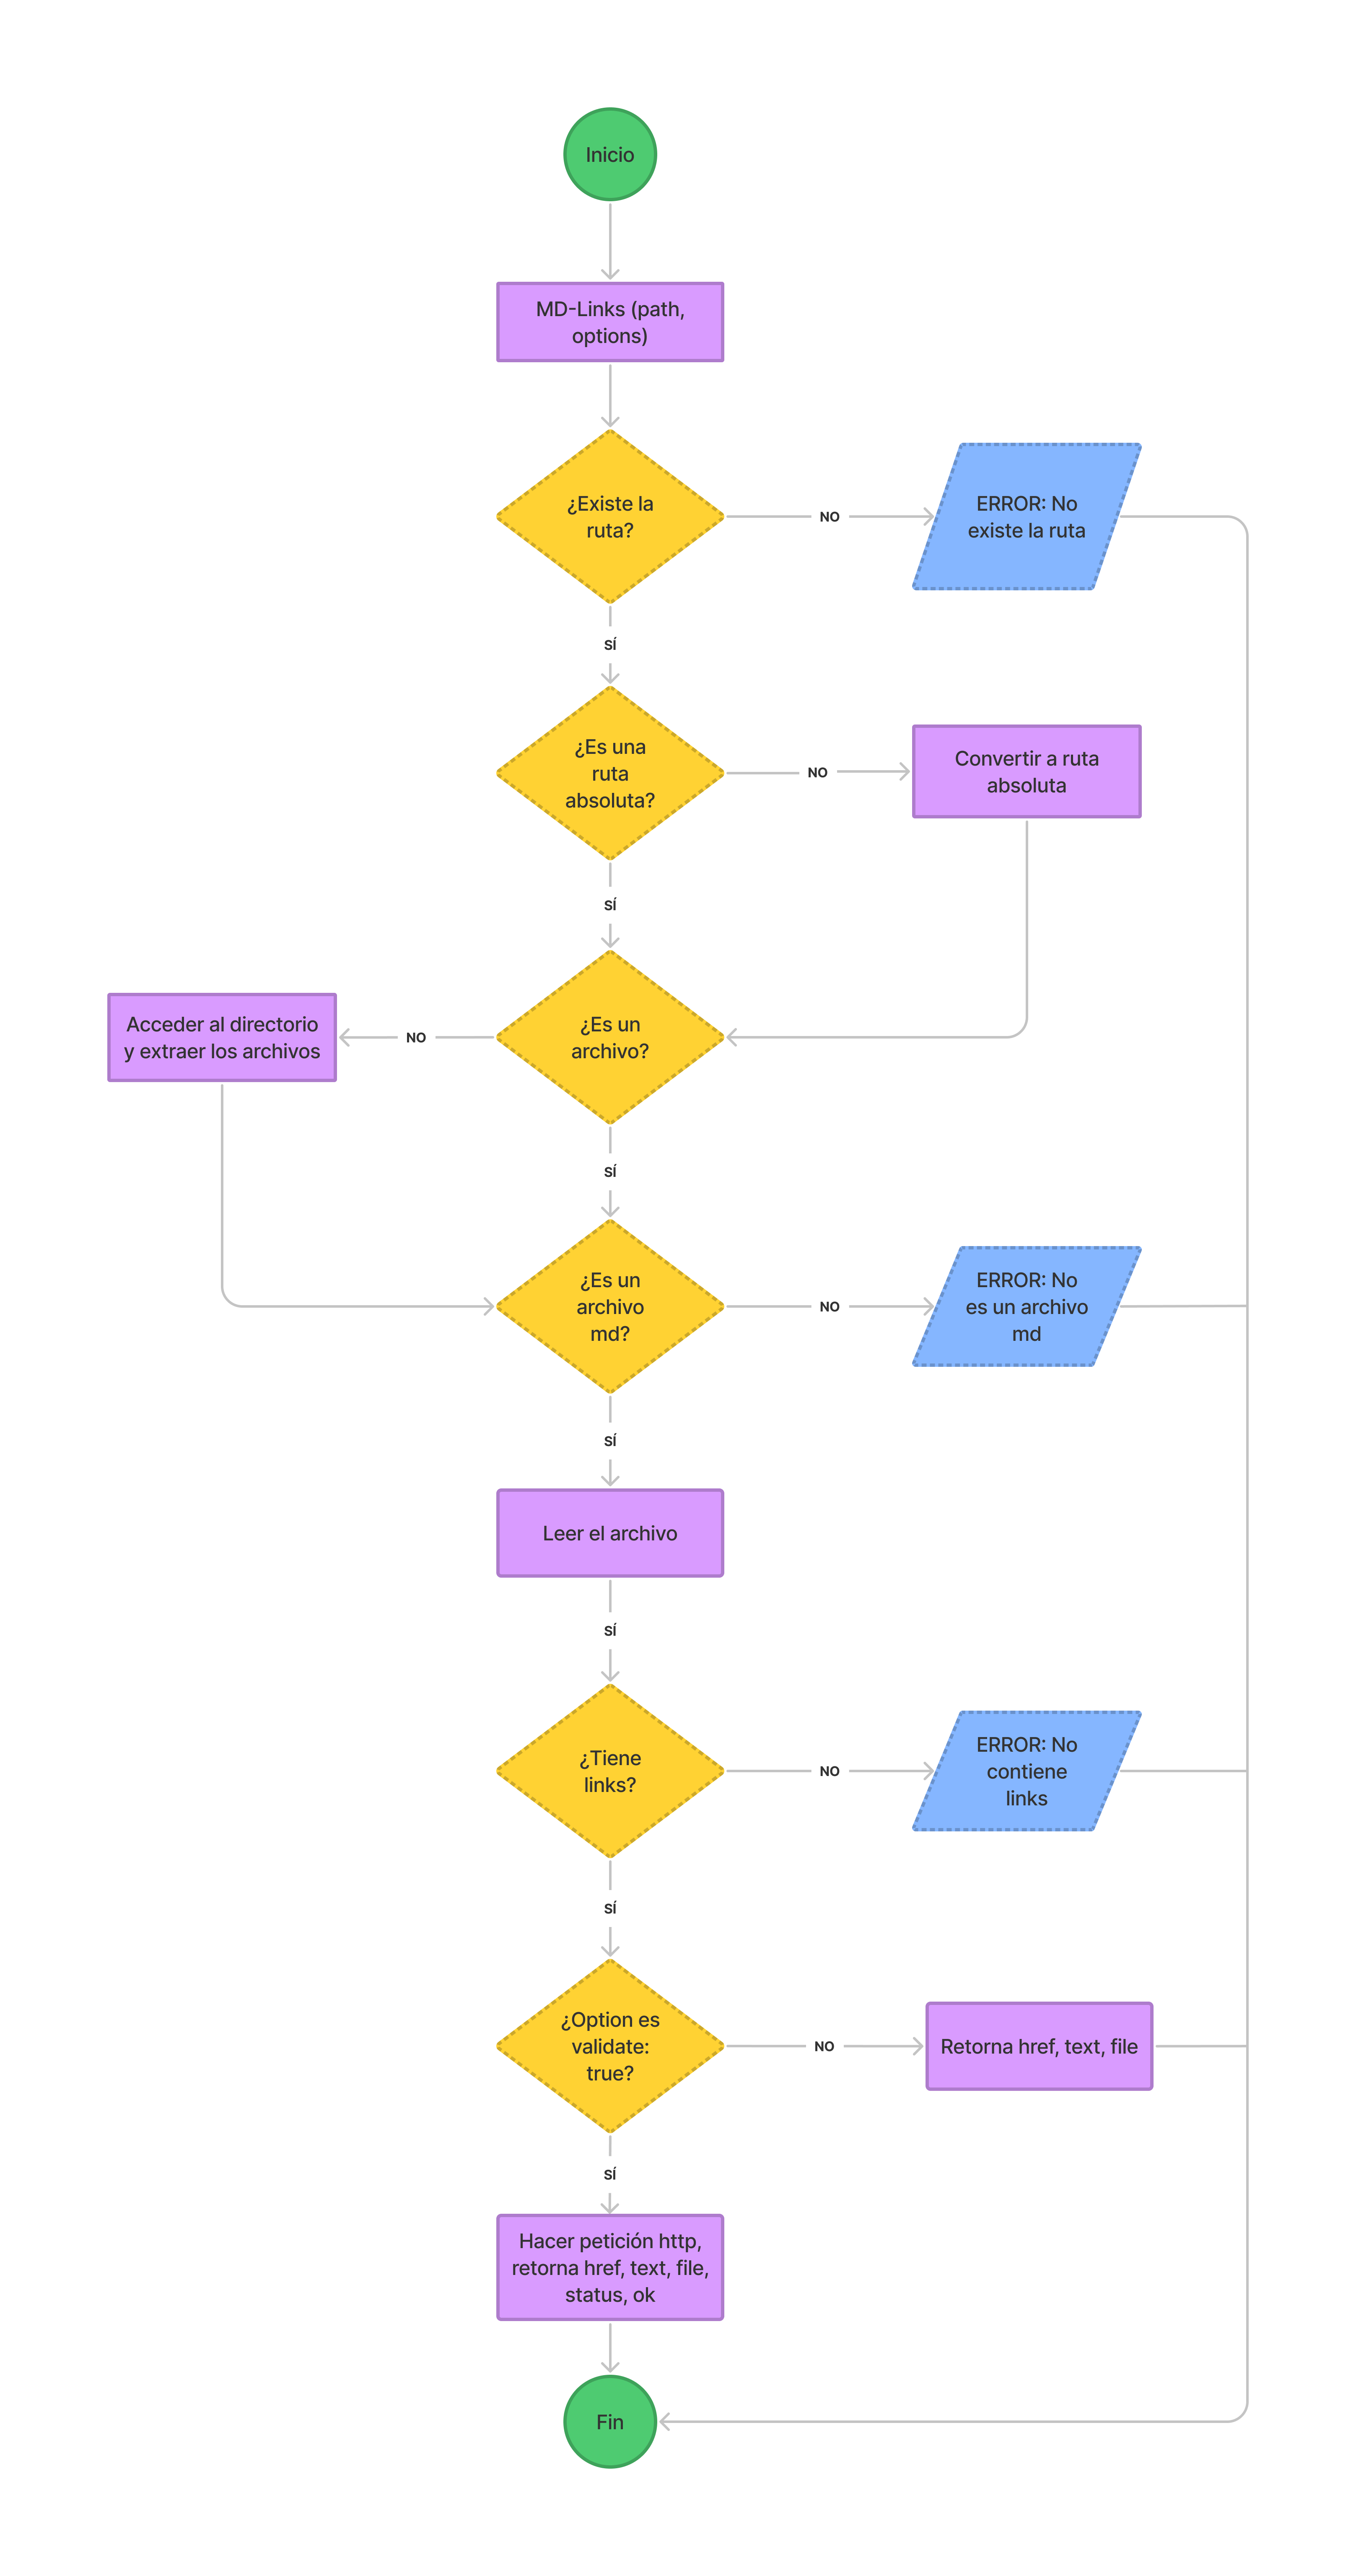 Inicio
MD-Links (path,
options)
¿Existe la
ruta?
NO
ERROR: No
existe la ruta
sí
¿Es una
ruta
absoluta?
NO
Convertir a ruta
absoluta
sí
¿Es un
archivo?
NO
Acceder al directorio
y extraer los archivos
sí
¿Es un
archivo
md?
NO
ERROR: No
es un archivo
md
sí
Leer el archivo
sí
¿Tiene
links?
NO
ERROR: No
contiene
links
sí
¿Option es
validate:
true?
NO
Retorna href, text, file
sí
Hacer petición http,
retorna href, text, file,
status, ok
Fin